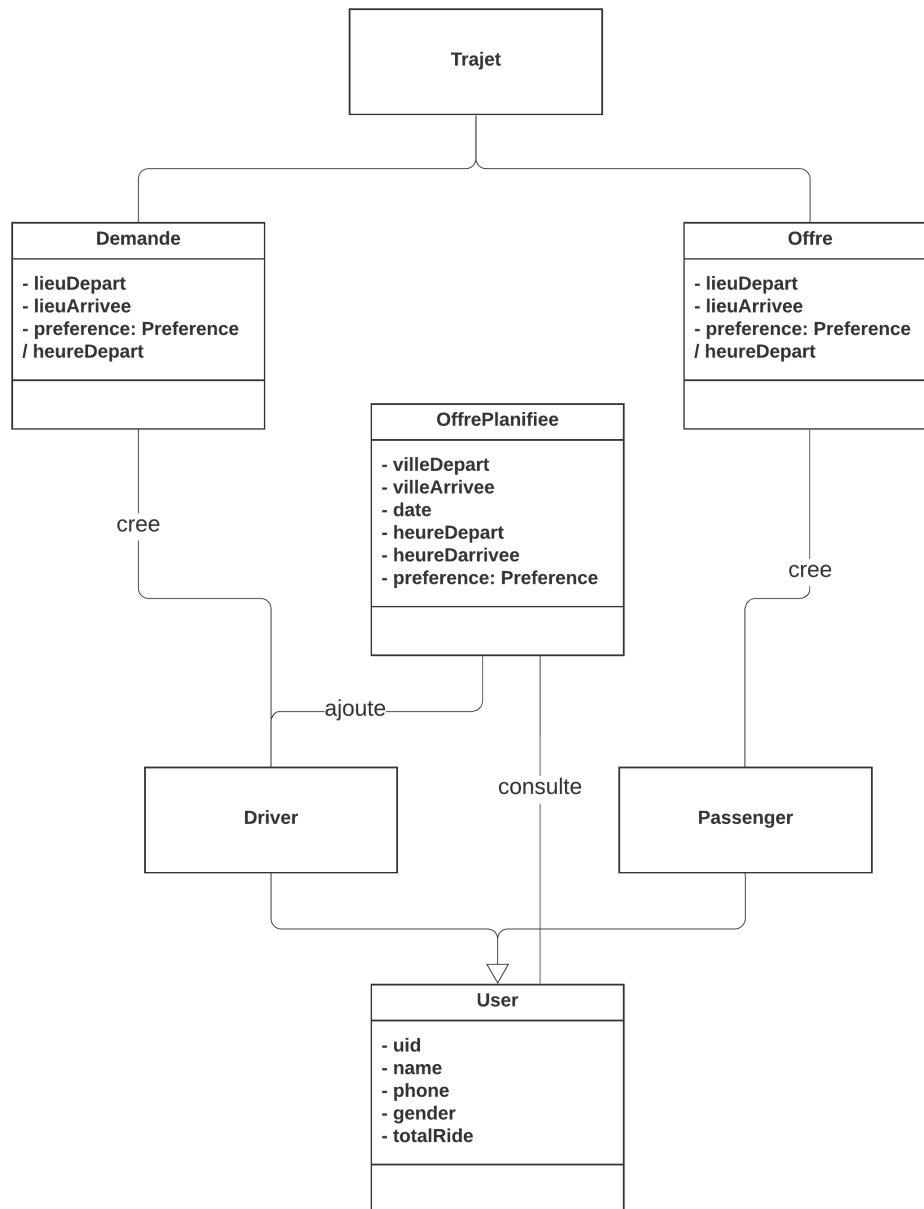 Trajet
Demande
- lieuDepart
- lieuArrivee
- preference: Preference
/ heureDepart
Offre
- lieuDepart
- lieuArrivee
- preference: Preference
/ heureDepart
OffrePlanifiee
- villeDepart
- villeArrivee
- date
- heureDepart
- heureDarrivee
- preference: Preference
cree
cree
ajoute
consulte
Driver
Passenger
User
- uid
- name
- phone
- gender
- totalRide